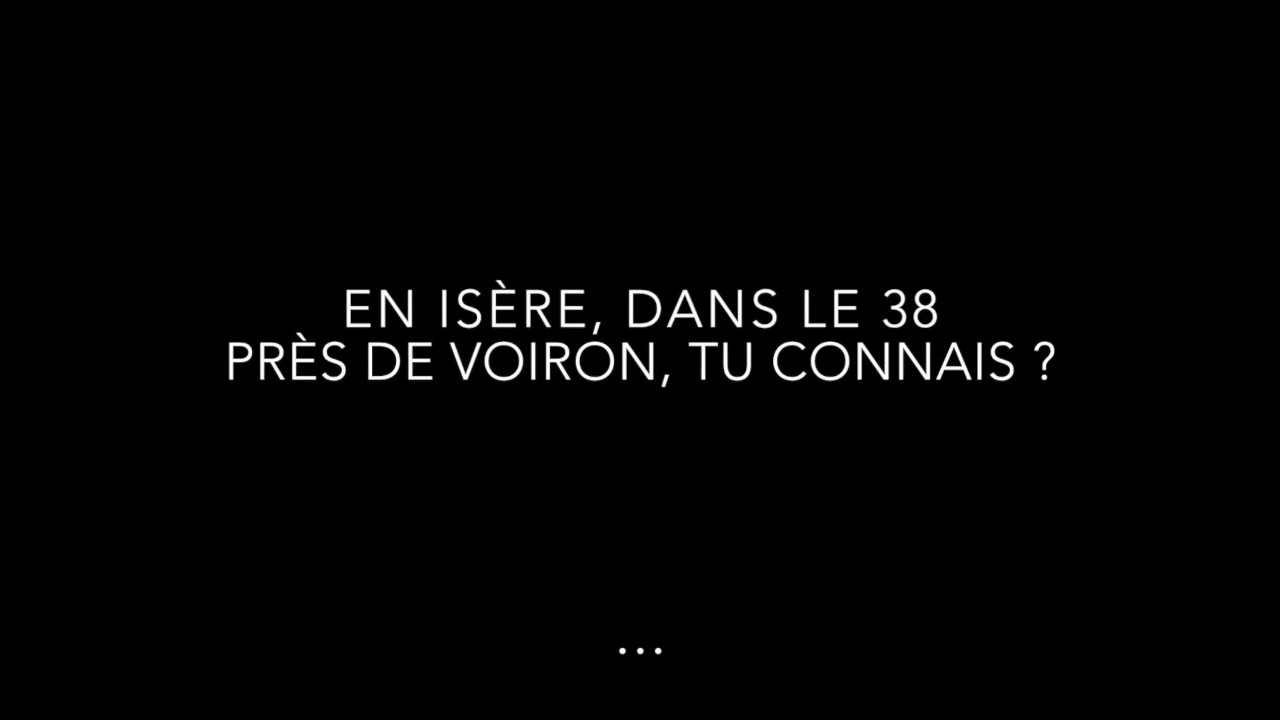 EN ISÈRE, DANS LE 38
PRÈS DE VOIRON, TU CONNAIS ?
...